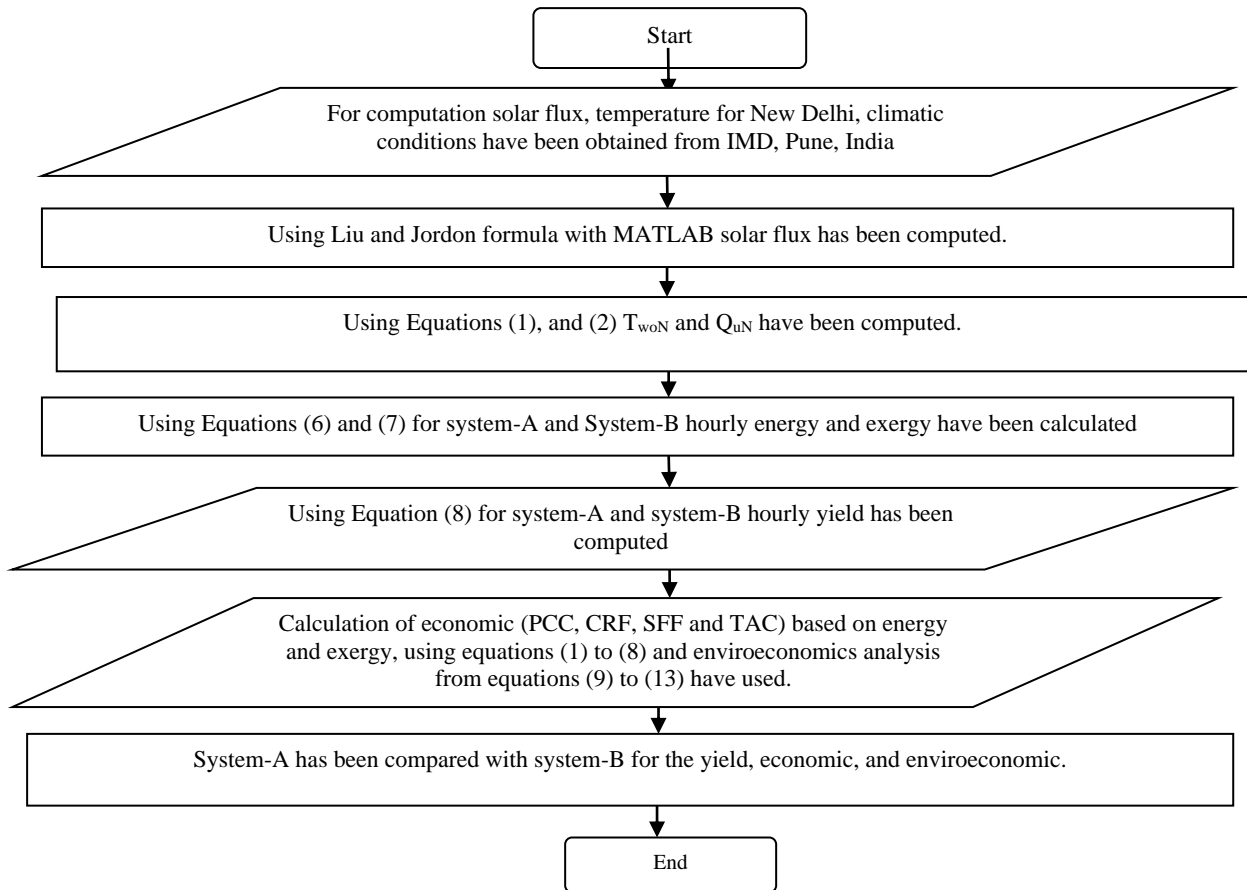 Start
For computation solar flux, temperature for New Delhi, climatic
conditions have been obtained from IMD, Pune, India
Using Liu and Jordon formula with MATLAB solar flux has been computed.
Using Equations (1), and (2) TwoN and QuN have been computed.
Using Equations (6) and (7) for system-A and System-B hourly energy and exergy have been calculated
Using Equation (8) for system-A and system-B hourly yield has been
computed
Calculation of economic (PCC, CRF, SFF and TAC) based on energy
and exergy, using equations (1) to (8) and enviroeconomics analysis
from equations (9) to (13) have used.
System-A has been compared with system-B for the yield, economic, and enviroeconomic.
End